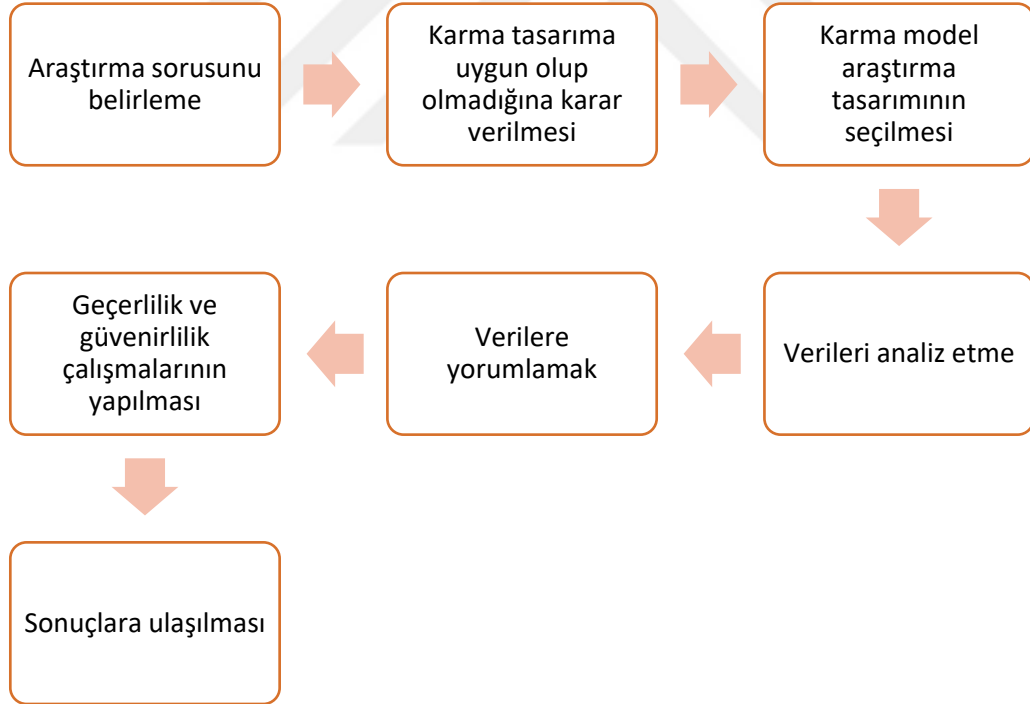 Araştırma sorusunu
belirleme
Karma tasarıma
uygun olup
olmadığına karar
verilmesi
Karma model
araştırma
tasarımının
seçilmesi
Verileri analiz etme
Verilere
yorumlamak
Geçerlilik ve
güvenirlilik
çalışmalarının
yapılması
Sonuçlara ulaşılması